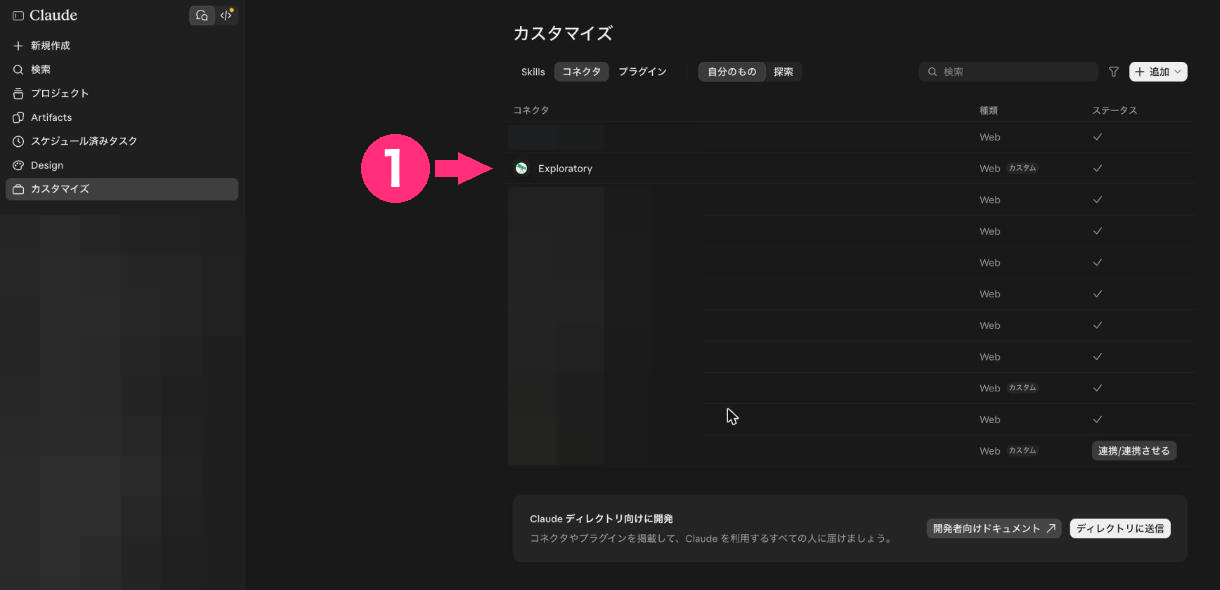 Claude
新規作成
検索
プロジェクト
Artifacts
スケジュール済みタスク
Design
カスタマイズ
カスタマイズ
Skills コネクタ プラグイン 自分のもの 探索 検索 追加
コネクタ 種類 ステータス
Web
1 Exploratory Web カスタム
Web
Web
Web
Web
Web
Web
Web カスタム
Web
Web カスタム 連携/連携させる
Claude ディレクトリ向けに開発
コネクタやプラグインを掲載して、Claude を利用するすべての人に届けましょう。
開発者向けドキュメント ディレクトリに送信